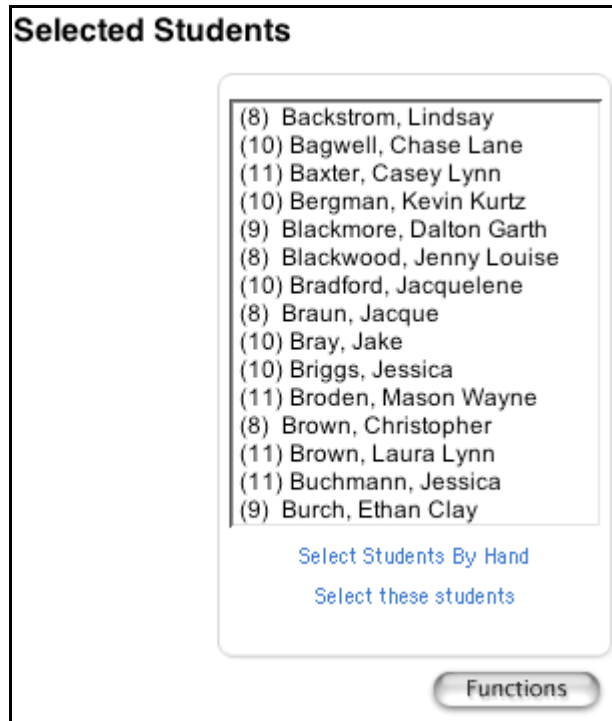 Selected Students
(8) Backstrom, Lindsay
(10) Bagwell, Chase Lane
(11) Baxter, Casey Lynn
(10) Bergman, Kevin Kurtz
(9) Blackmore, Dalton Garth
(8) Blackwood, Jenny Louise
(10) Bradford, Jacquelene
(8) Braun, Jacque
(10) Bray, Jake
(10) Briggs, Jessica
(11) Broden, Mason Wayne
(8) Brown, Christopher
(11) Brown, Laura Lynn
(11) Buchmann, Jessica
(9) Burch, Ethan Clay
Select Students By Hand
Select these students
Functions